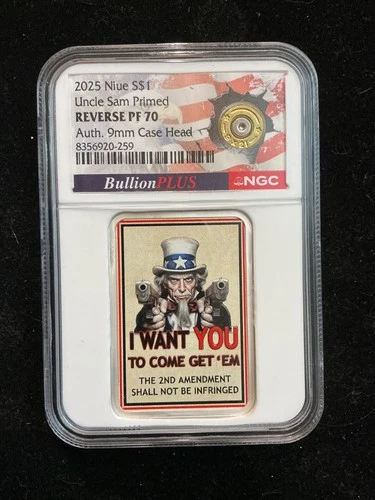 2025 Niue S$1
Uncle Sam Primed
REVERSE PF 70
Auth. 9mm Case Head
8356920-259
BullionPLUS
NGC
I WANT YOU
TO COME GET 'EM
THE 2ND AMENDMENT
SHALL NOT BE INFRINGED